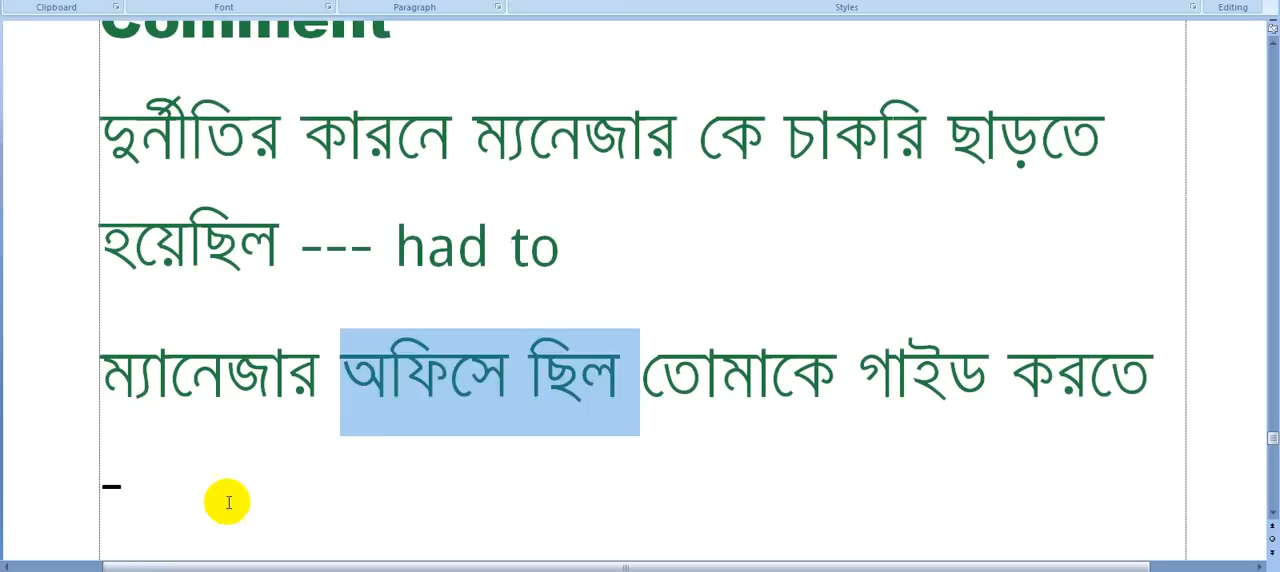 Clipboard Font Paragraph Styles Editing
Comment
দুর্নীতির কারনে ম্যনেজার কে চাকরি ছাড়তে
হয়েছিল --- had to
ম্যানেজার অফিসে ছিল তোমাকে গাইড করতে
–